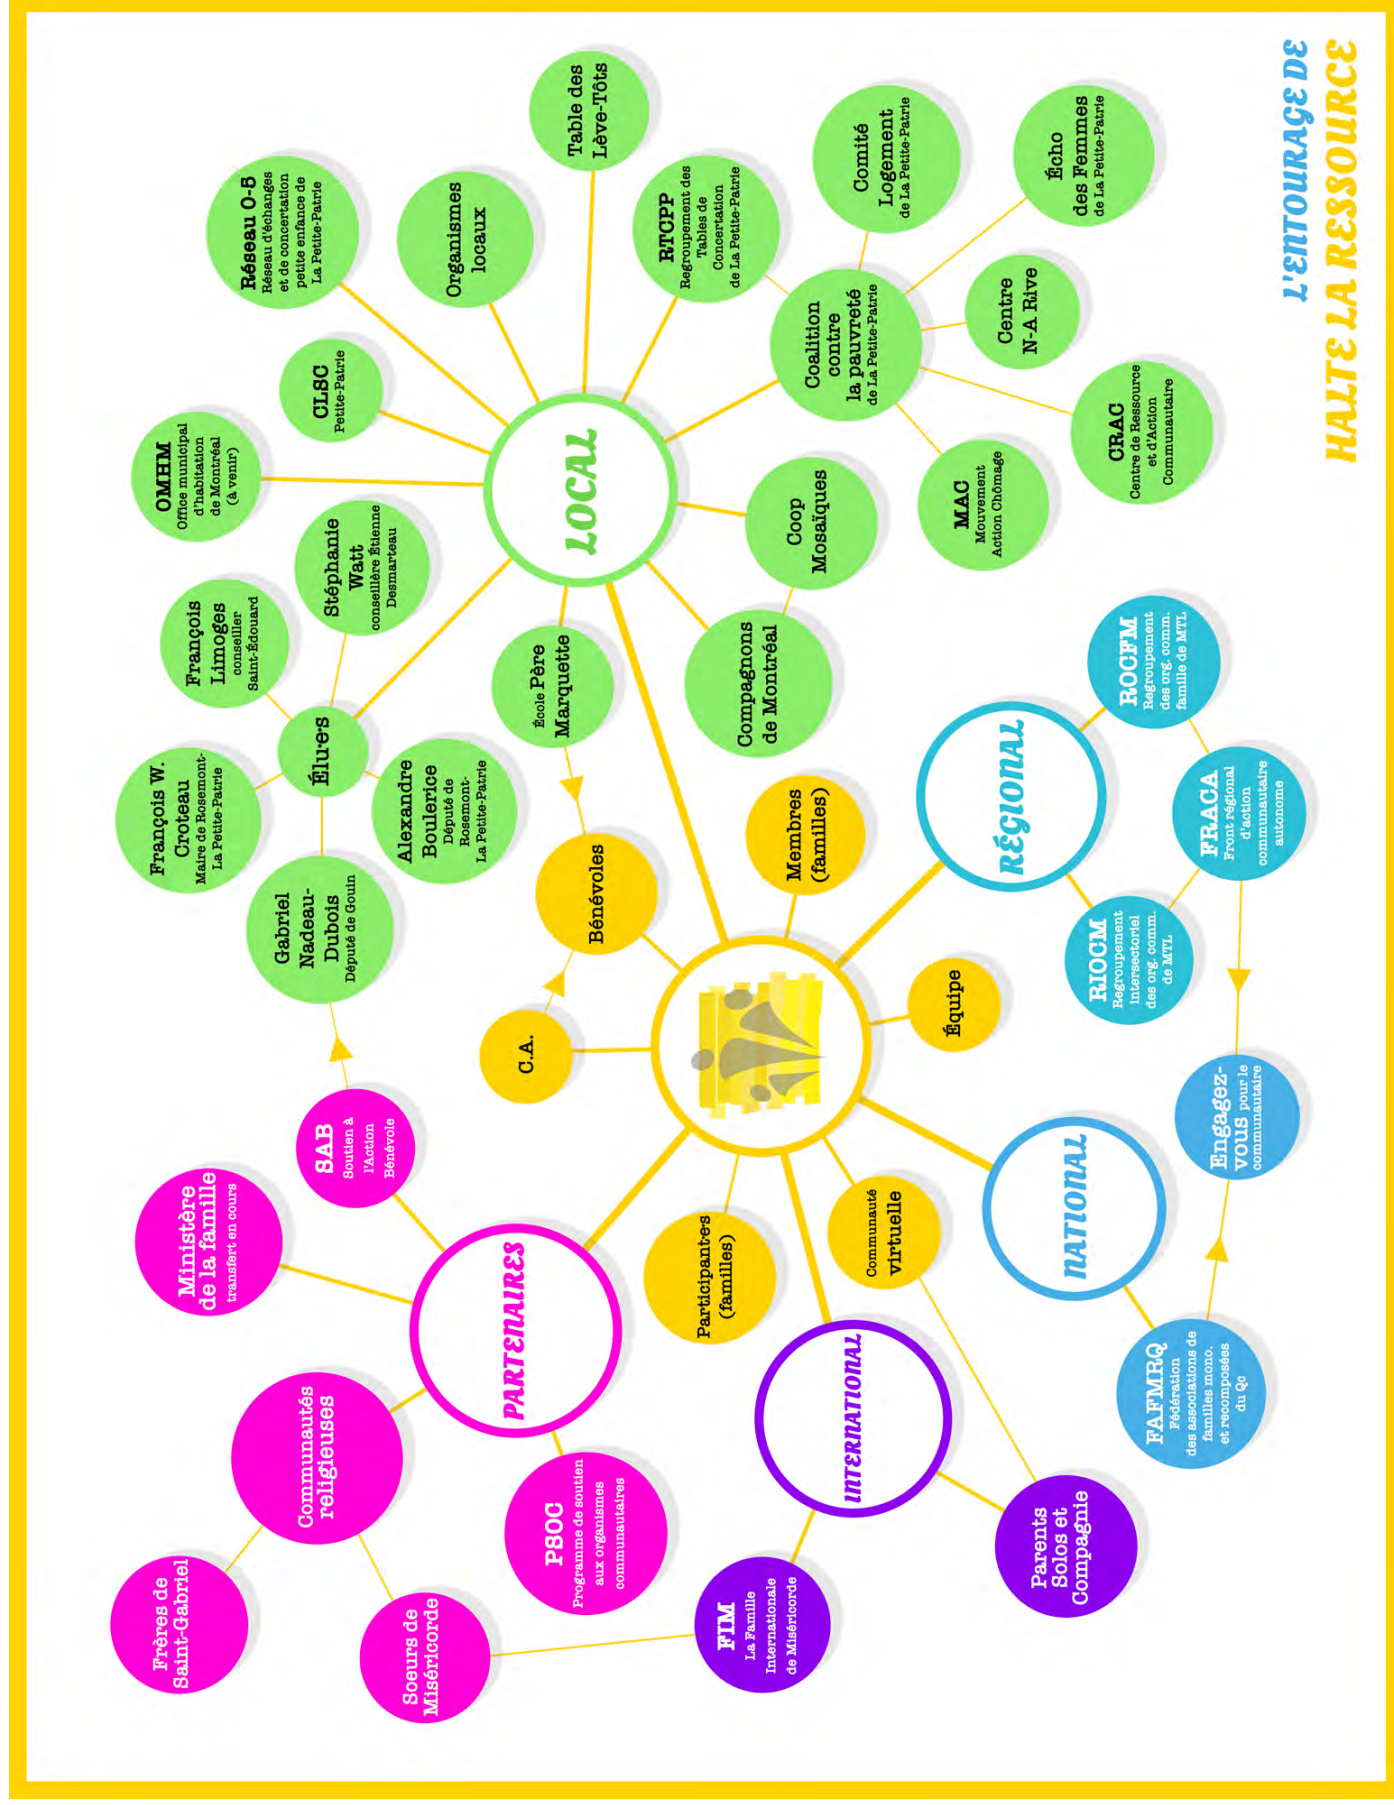 L'ENTOURAGE DE
HALTE LA RESSOURCE
LOCAL
OMHM
Office municipal
d'habitation
de Montréal
(à venir)
CLSC
Petite-Patrie
Réseau 0-5
Réseau d'échanges
et de concertation
petite enfance de
La Petite-Patrie
Organismes
locaux
Table des
Lève-Tôts
RTCPP
Regroupement des
Tables de
Concertation
de La Petite-Patrie
Coalition
contre
la pauvreté
de La Petite-Patrie
Comité
Logement
de La Petite-Patrie
Écho
des Femmes
de La Petite-Patrie
Centre
N-A Rive
CRAC
Centre de Ressource
et d'Action
Communautaire
MAC
Mouvement
Action Chômage
Coop
Mosaïques
Compagnons
de Montréal
École Père
Marquette
Élu·e·s
Stéphanie
Watt
conseillère Étienne
Desmarteau
François
Limoges
conseiller
Saint-Édouard
François W.
Croteau
Maire de Rosemont-
La Petite-Patrie
Alexandre
Boulerice
Député de
Rosemont-
La Petite-Patrie
Gabriel
Nadeau-
Dubois
Député de Gouin
Bénévoles
C.A.
Membres
(familles)
Équipe
Participant·e·s
(familles)
Communauté
virtuelle
RÉGIONAL
ROCFM
Regroupement
des org. comm.
famille de MTL
FRACA
Front régional
d'action
communautaire
autonome
RIOCM
Regroupement
intersectoriel
des org. comm.
de MTL
NATIONAL
Engagez-
vous pour le
communautaire
FAFMRQ
Fédération
des associations de
familles mono.
et recomposées
du Qc
INTERNATIONAL
Parents
Solos et
Compagnie
FIM
La Famille
Internationale
de Miséricorde
PARTENAIRES
SAB
Soutien à
l'Action
Bénévole
Ministère
de la famille
transfert en cours
Communautés
religieuses
Frères de
Saint-Gabriel
Soeurs de
Miséricorde
PSOC
Programme de soutien
aux organismes
communautaires